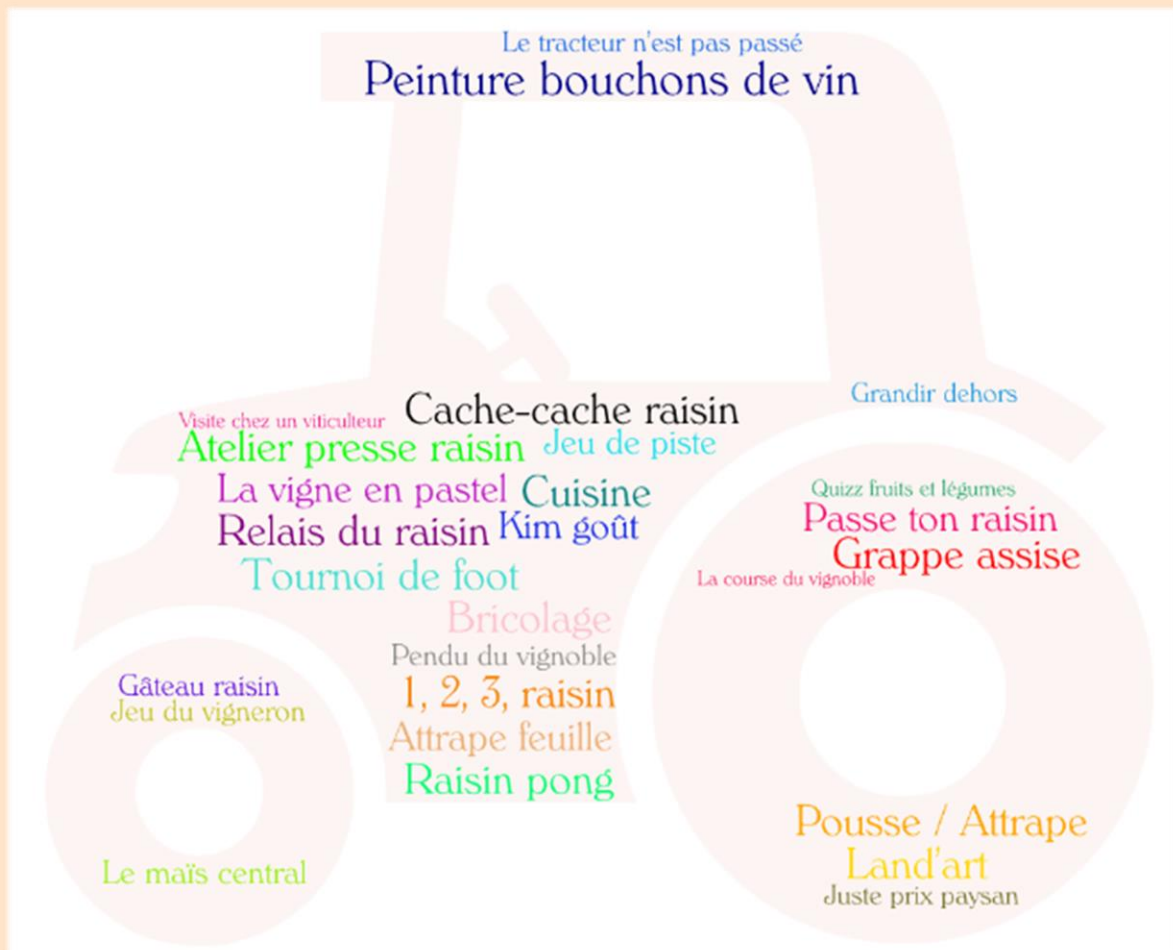 Le tracteur n'est pas passé
Peinture bouchons de vin
Grandir dehors
Visite chez un viticulteur
Cache-cache raisin
Atelier presse raisin
Jeu de piste
La vigne en pastel
Cuisine
Relais du raisin
Kim goût
Tournoi de foot
Bricolage
Pendu du vignoble
1, 2, 3, raisin
Attrape feuille
Raisin pong
Quizz fruits et légumes
Passe ton raisin
Grappe assise
La course du vignoble
Gâteau raisin
Jeu du vigneron
Le maïs central
Pousse / Attrape
Land'art
Juste prix paysan